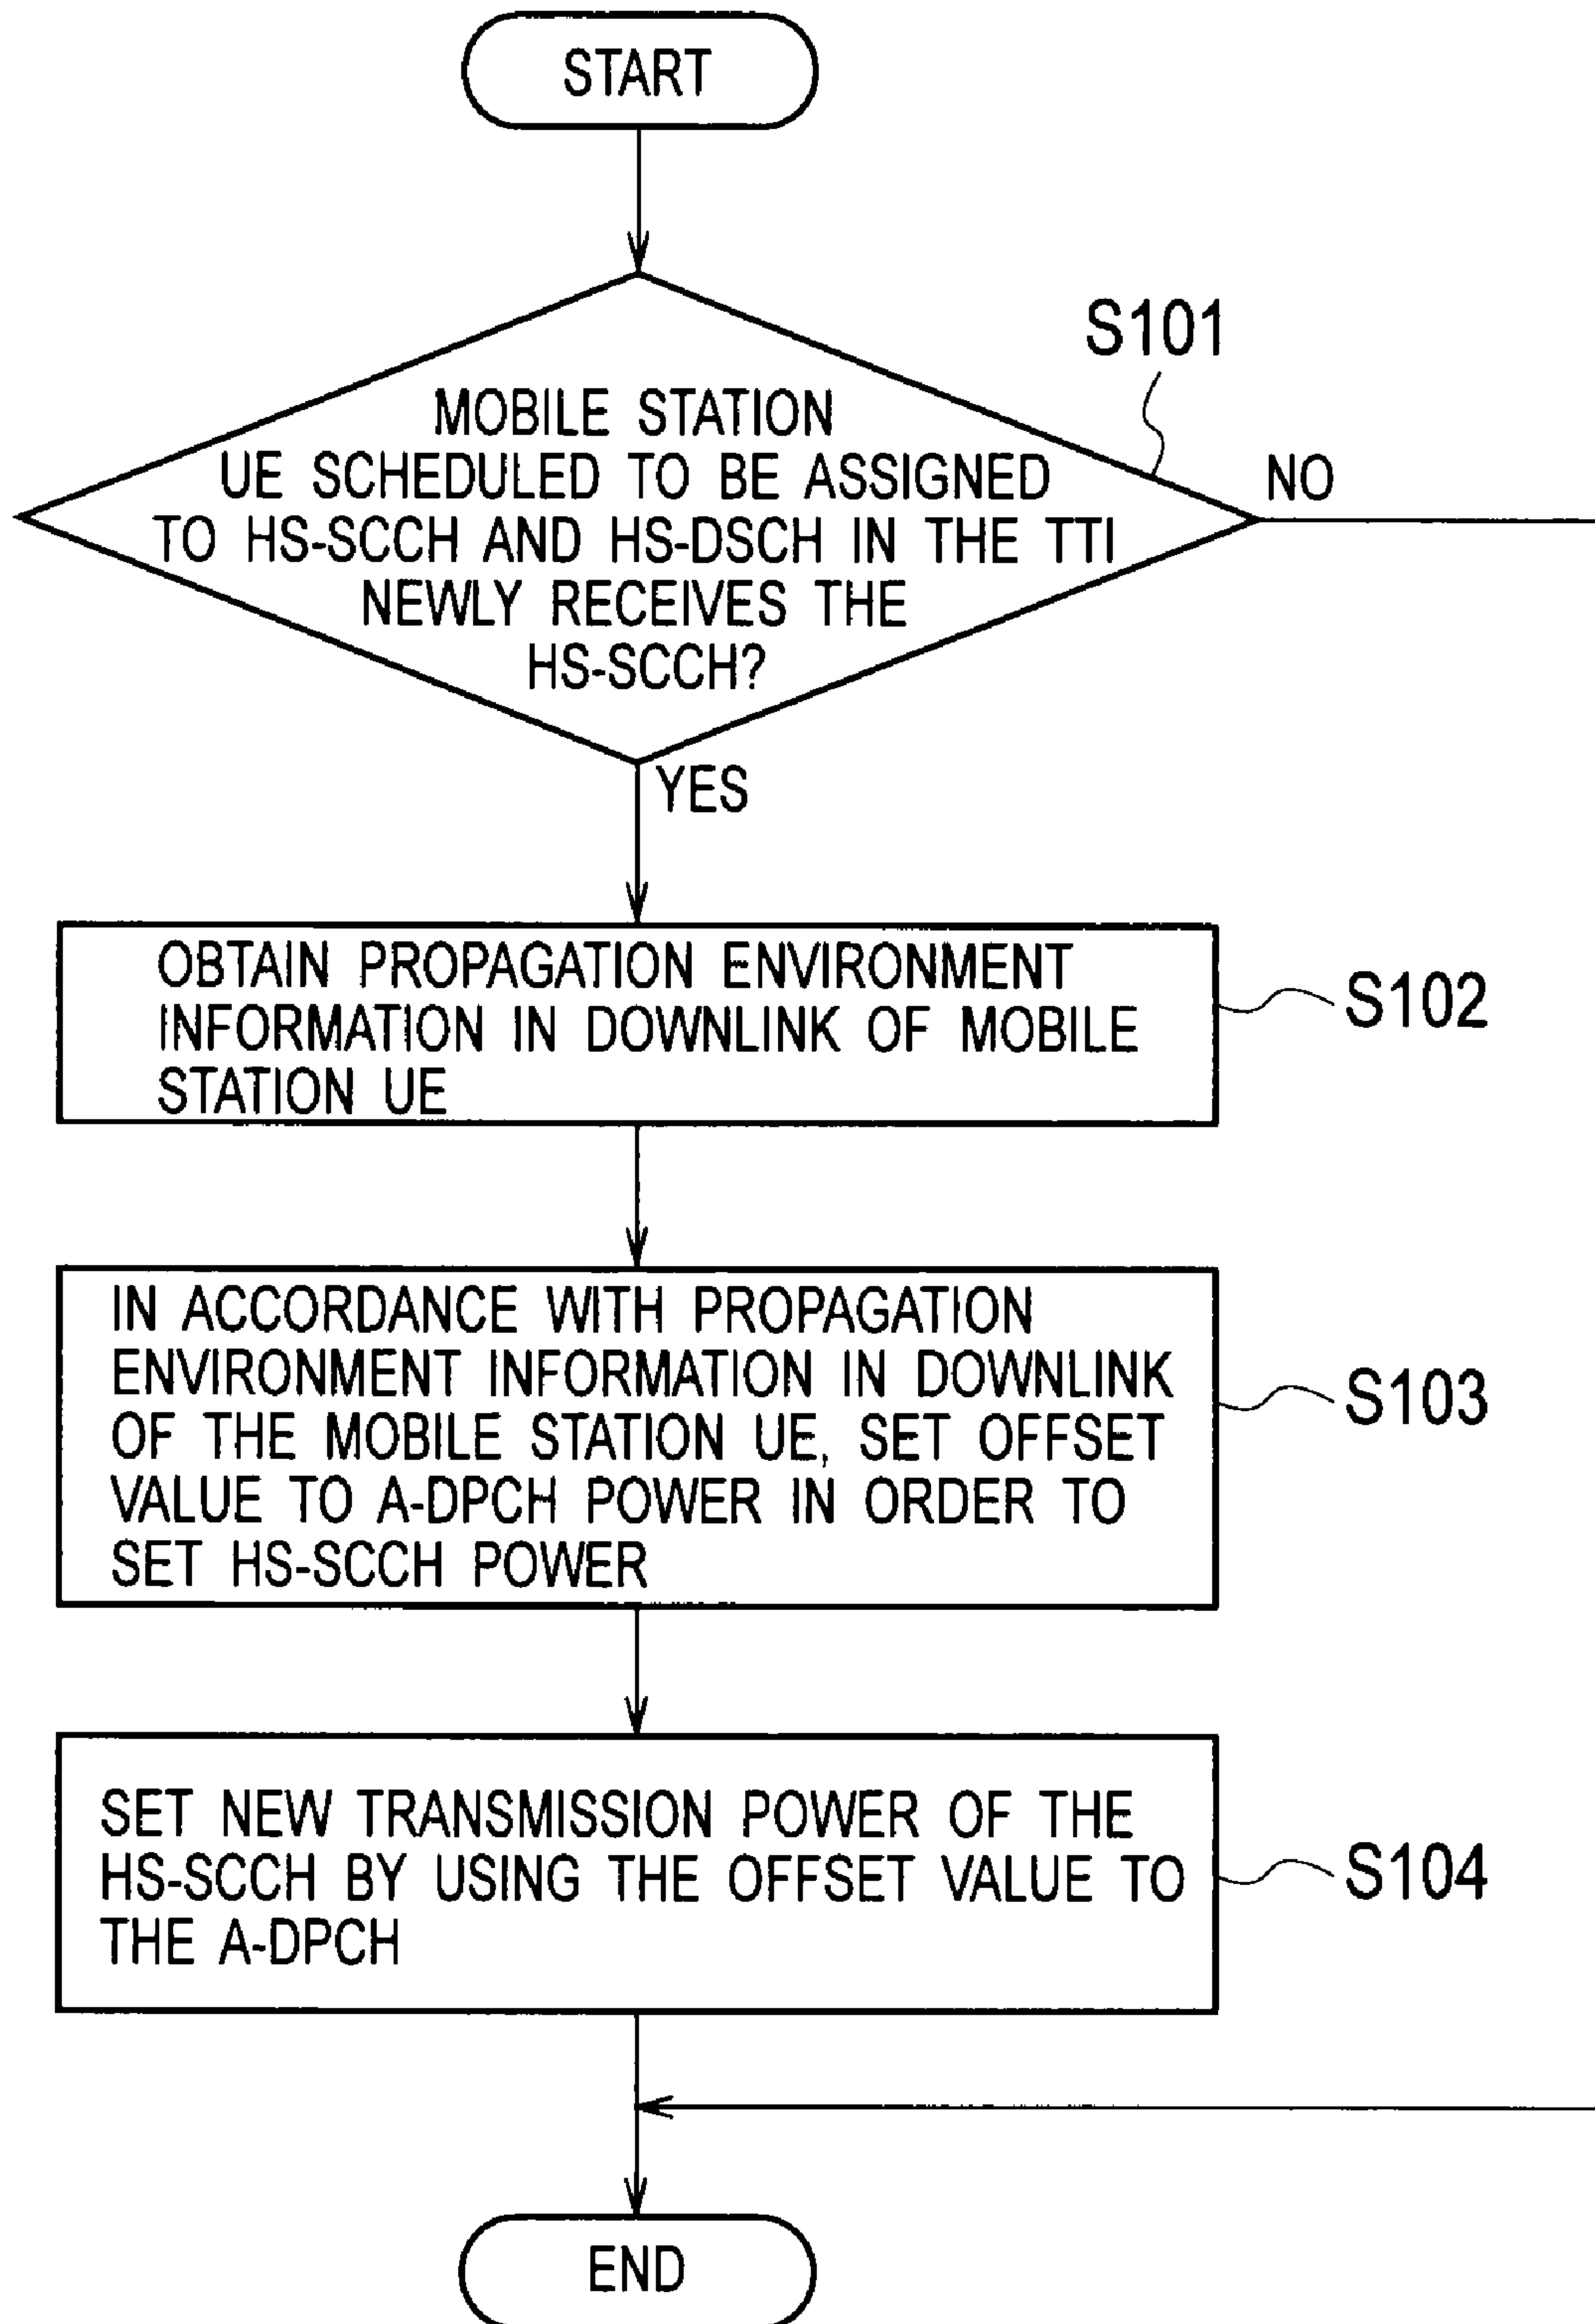 START
S101
MOBILE STATION
UE SCHEDULED TO BE ASSIGNED
TO HS-SCCH AND HS-DSCH IN THE TTI
NEWLY RECEIVES THE
HS-SCCH?
NO
YES
OBTAIN PROPAGATION ENVIRONMENT
INFORMATION IN DOWNLINK OF MOBILE
STATION UE
S102
IN ACCORDANCE WITH PROPAGATION
ENVIRONMENT INFORMATION IN DOWNLINK
OF THE MOBILE STATION UE, SET OFFSET
VALUE TO A-DPCH POWER IN ORDER TO
SET HS-SCCH POWER
S103
SET NEW TRANSMISSION POWER OF THE
HS-SCCH BY USING THE OFFSET VALUE TO
THE A-DPCH
S104
END